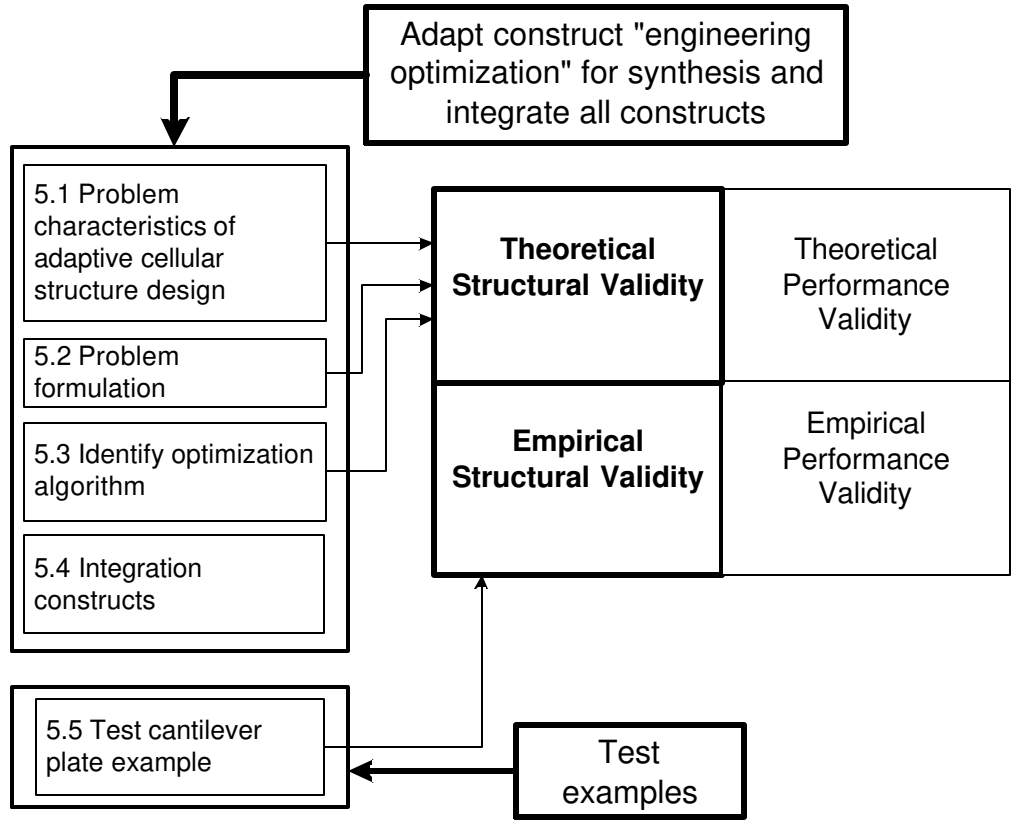 Adapt construct "engineering
optimization" for synthesis and
integrate all constructs
5.1 Problem
characteristics of
adaptive cellular
structure design
5.2 Problem
formulation
5.3 Identify optimization
algorithm
5.4 Integration
constructs
5.5 Test cantilever
plate example
Theoretical
Structural Validity
Theoretical
Performance
Validity
Empirical
Structural Validity
Empirical
Performance
Validity
Test
examples